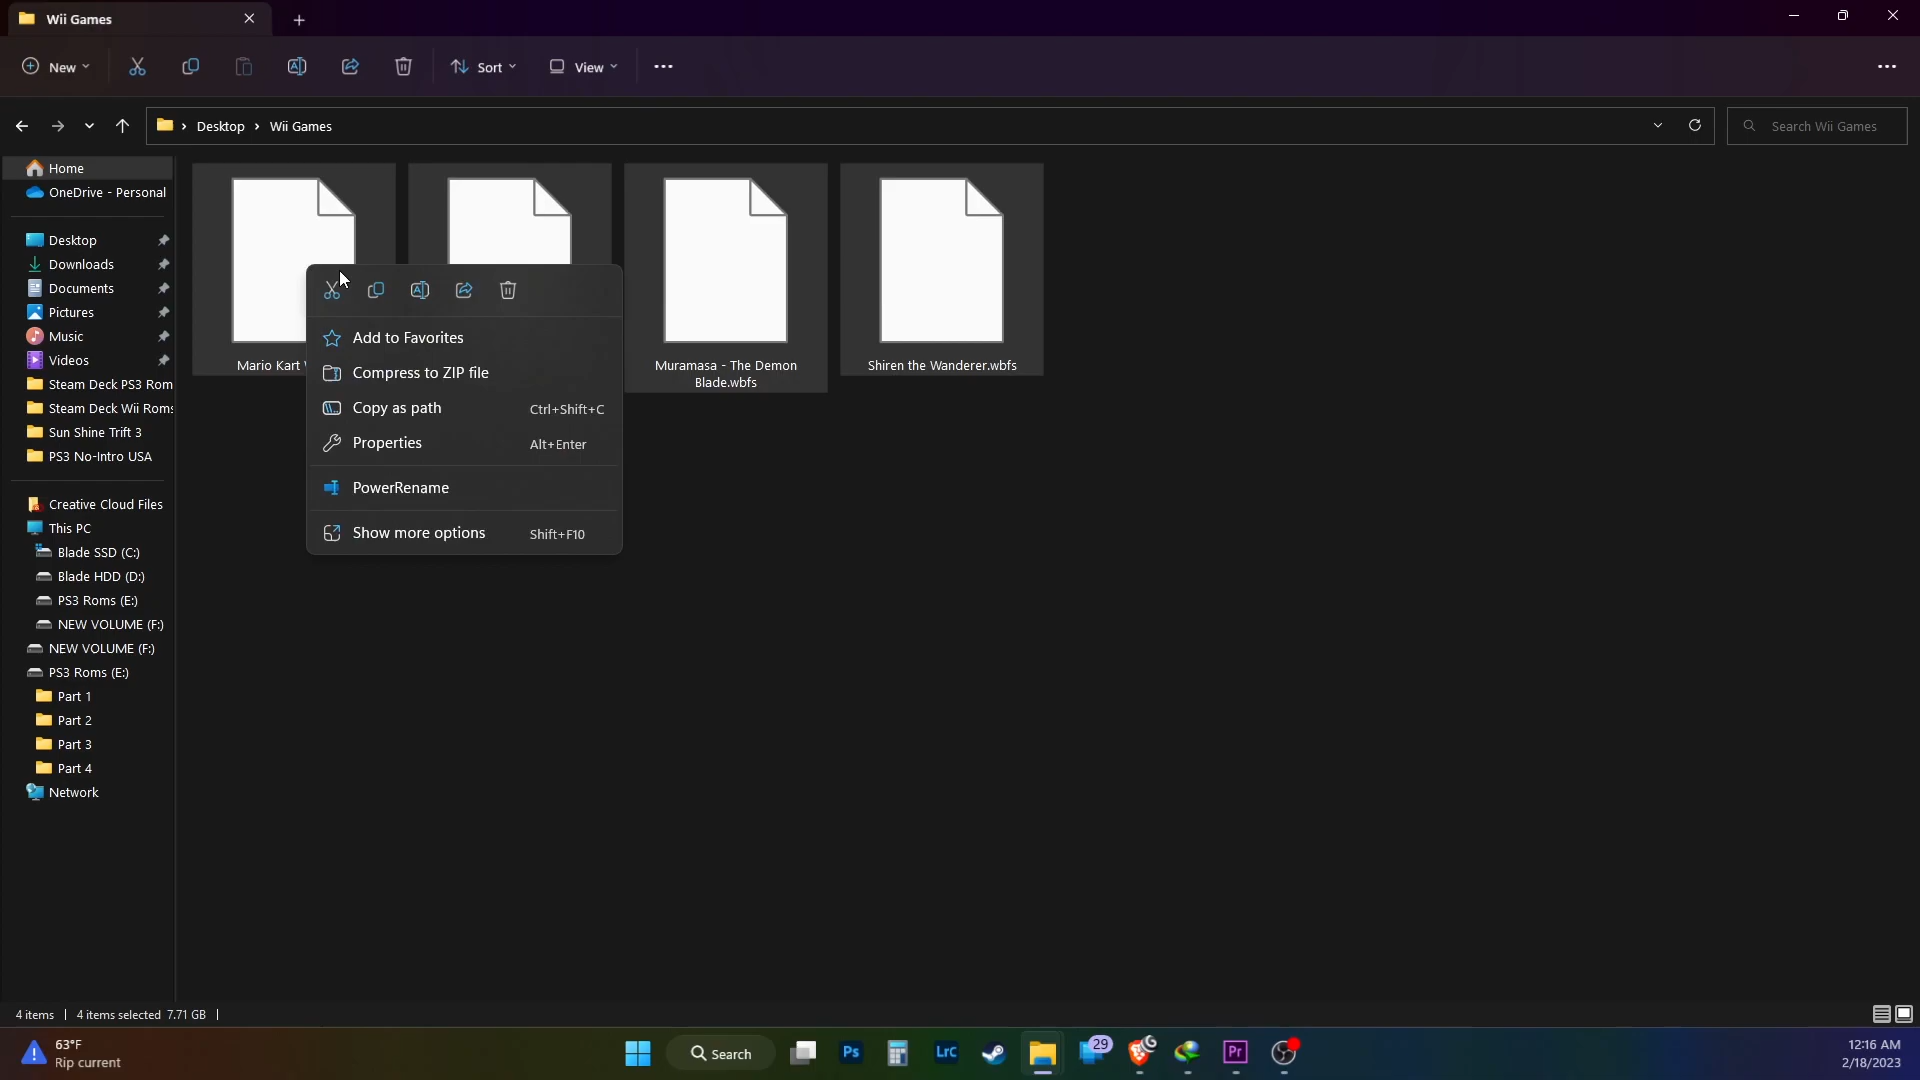 Wii Games
New
Sort
View
Desktop
Wii Games
Search Wii Games
Home
OneDrive - Personal
Desktop
Downloads
Documents
Pictures
Music
Videos
Steam Deck PS3 Rom
Steam Deck Wii Roms
Sun Shine Trift 3
PS3 No-Intro USA
Creative Cloud Files
This PC
Blade SSD (C:)
Blade HDD (D:)
PS3 Roms (E:)
NEW VOLUME (F:)
NEW VOLUME (F:)
PS3 Roms (E:)
Part 1
Part 2
Part 3
Part 4
Network
Mario Kart
Muramasa - The Demon
Blade.wbfs
Shiren the Wanderer.wbfs
Add to Favorites
Compress to ZIP file
Copy as path Ctrl+Shift+C
Properties Alt+Enter
PowerRename
Show more options Shift+F10
4 items 4 items selected 7.71 GB
63°F
Rip current
Search
Ps
LrC
29
Pr
12:16 AM
2/18/2023